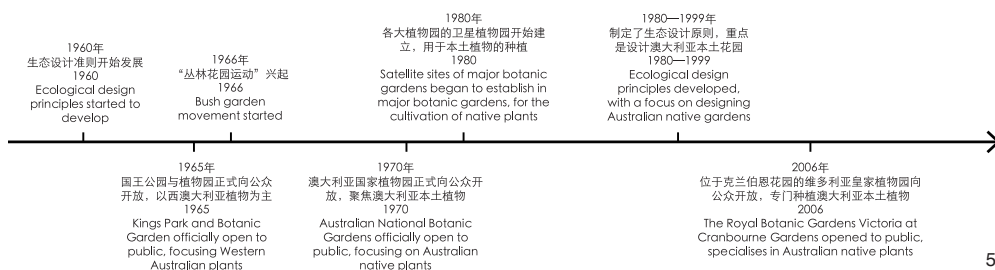 1960年
生态设计准则开始发展
1960
Ecological design
principles started to
develop
1966年
“丛林花园运动”兴起
1966
Bush garden
movement started
1980年
各大植物园的卫星植物园开始建
立，用于本土植物的种植
1980
Satellite sites of major botanic
gardens began to establish in
major botanic gardens, for the
cultivation of native plants
1980—1999年
制定了生态设计原则，重点
是设计澳大利亚本土花园
1980—1999
Ecological design
principles developed,
with a focus on designing
Australian native gardens
1965年
国王公园与植物园正式向公众
开放，以西澳大利亚植物为主
1965
Kings Park and Botanic
Garden officially open to
public, focusing Western
Australian plants
1970年
澳大利亚国家植物园正式向公众开
放，聚焦澳大利亚本土植物
1970
Australian National Botanic
Gardens officially open to
public, focusing on Australian
native plants
2006年
位于克兰伯恩花园的维多利亚皇家植物园向
公众开放，专门种植澳大利亚本土植物
2006
The Royal Botanic Gardens Victoria at
Cranbourne Gardens opened to public,
specialises in Australian native plants
5